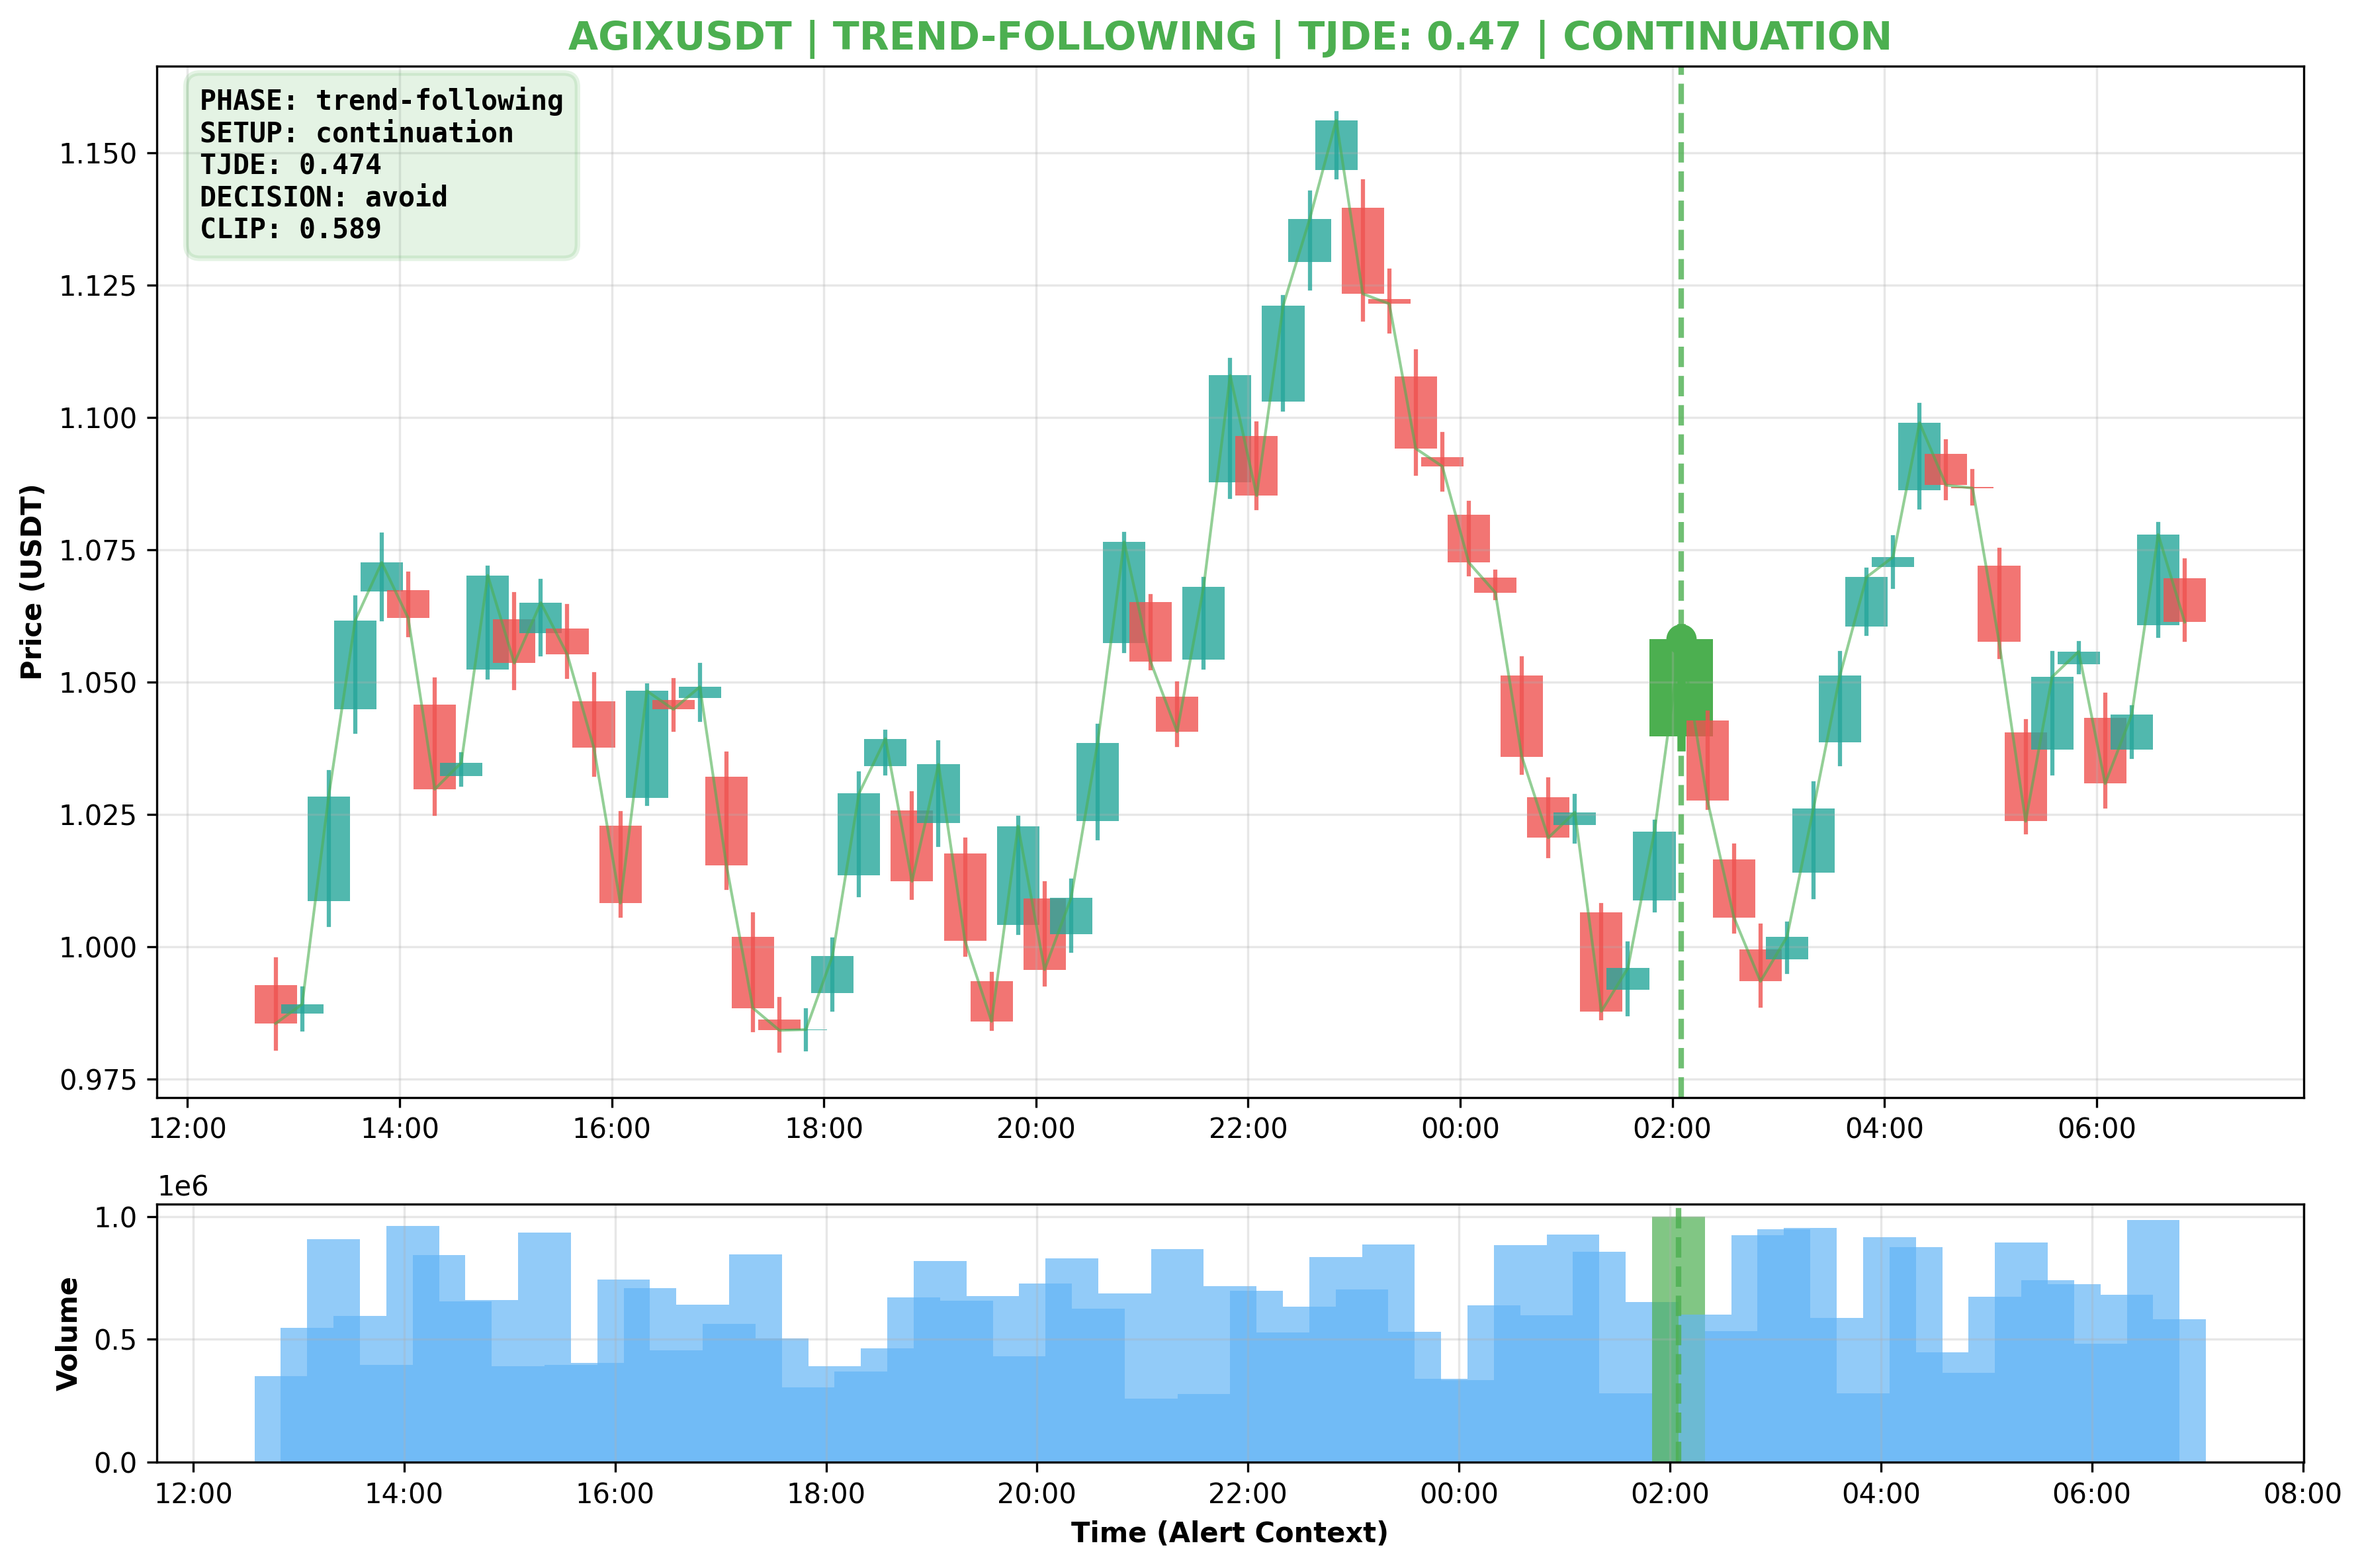 AGIXUSDT | TREND-FOLLOWING | TJDE: 0.47 | CONTINUATION
PHASE: trend-following
SETUP: continuation
TJDE: 0.474
DECISION: avoid
CLIP: 0.589
Price (USDT)
1.150
1.125
1.100
1.075
1.050
1.025
1.000
0.975
12:00 14:00 16:00 18:00 20:00 22:00 00:00 02:00 04:00 06:00
1e6
Volume
1.0
0.5
0.0
12:00 14:00 16:00 18:00 20:00 22:00 00:00 02:00 04:00 06:00 08:00
Time (Alert Context)